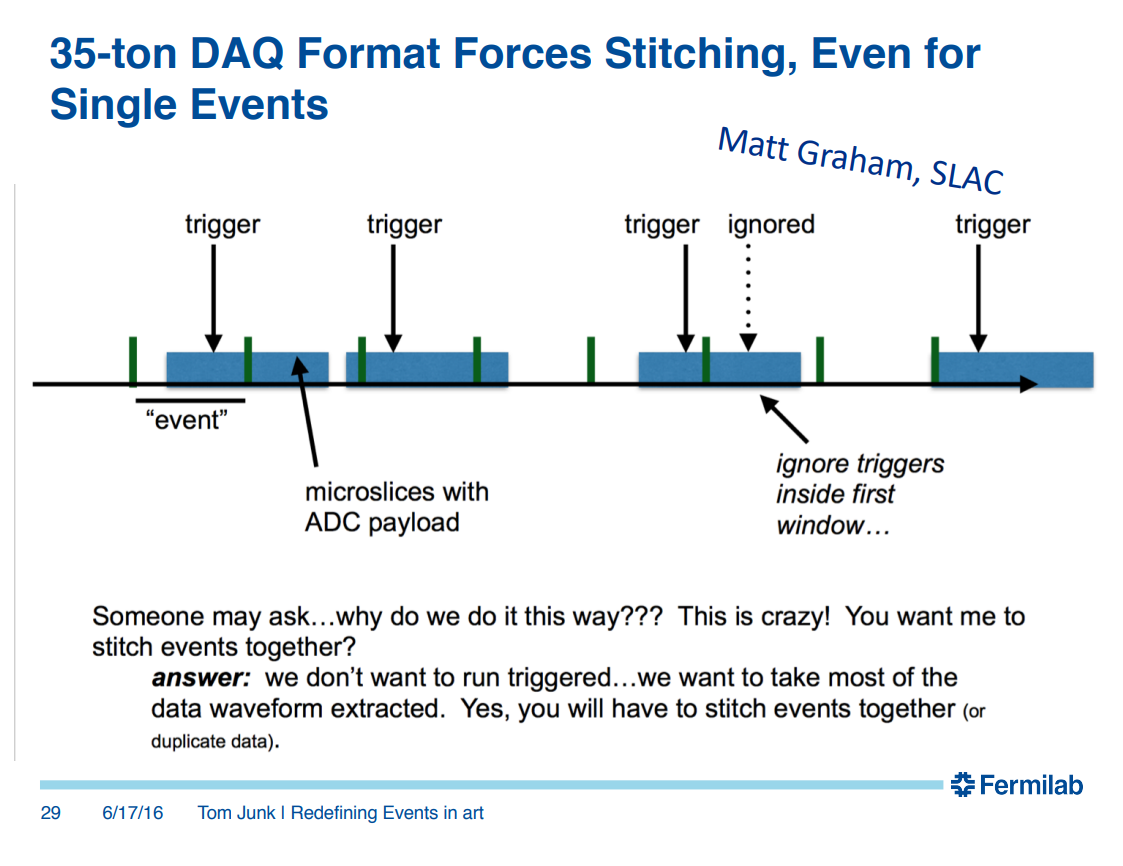 35-ton DAQ Format Forces Stitching, Even for
Single Events
Matt Graham, SLAC
trigger trigger trigger ignored trigger
“event”
microslices with
ADC payload
ignore triggers
inside first
window…
Someone may ask…why do we do it this way??? This is crazy! You want me to
stitch events together?
answer: we don’t want to run triggered…we want to take most of the
data waveform extracted. Yes, you will have to stitch events together (or
duplicate data).
Fermilab
29 6/17/16 Tom Junk | Redefining Events in art